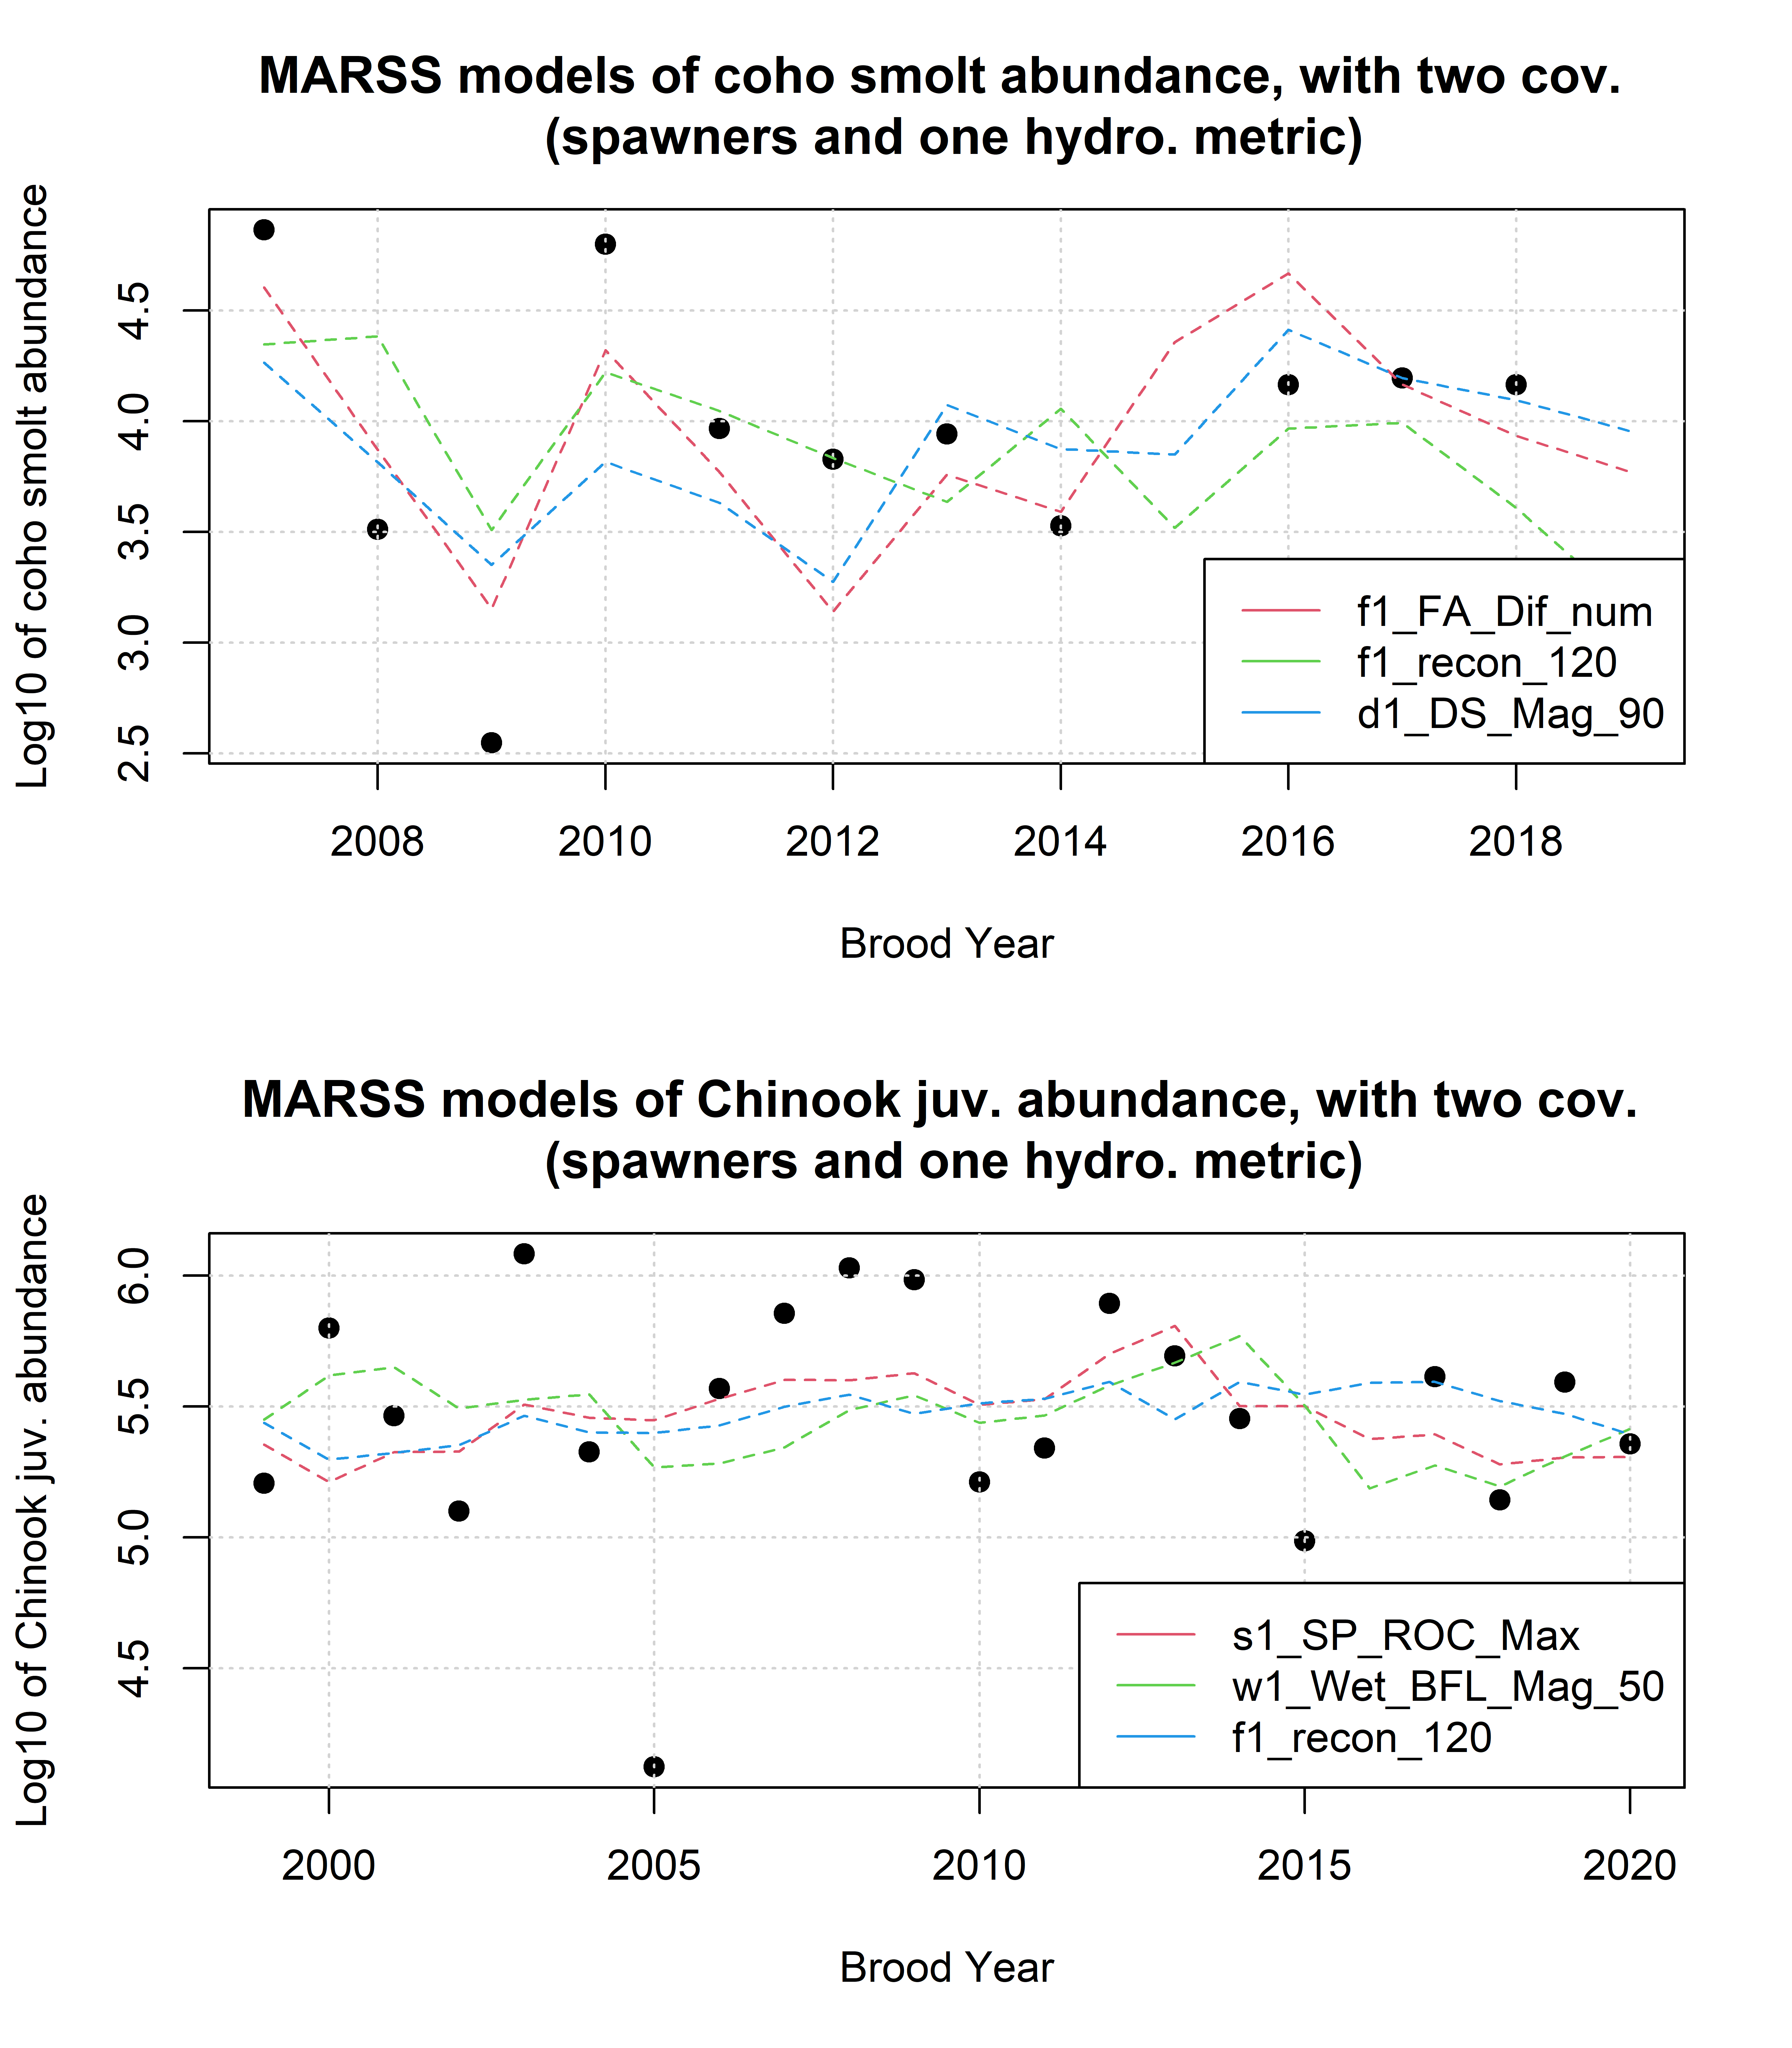 MARSS models of coho smolt abundance, with two cov.
(spawners and one hydro. metric)
Log10 of coho smolt abundance
4.5
4.0
3.5
3.0
2.5
f1_FA_Dif_num
f1_recon_120
d1_DS_Mag_90
2008 2010 2012 2014 2016 2018
Brood Year
MARSS models of Chinook juv. abundance, with two cov.
(spawners and one hydro. metric)
Log10 of Chinook juv. abundance
6.0
5.5
5.0
4.5
s1_SP_ROC_Max
w1_Wet_BFL_Mag_50
f1_recon_120
2000 2005 2010 2015 2020
Brood Year